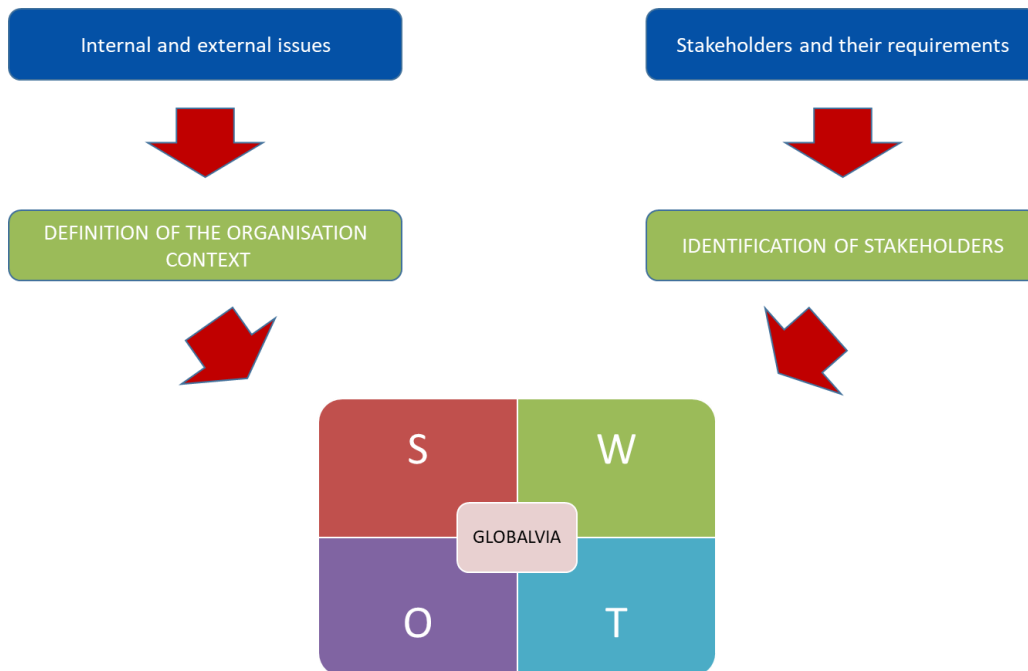 Internal and external issues
Stakeholders and their requirements
DEFINITION OF THE ORGANISATION
CONTEXT
IDENTIFICATION OF STAKEHOLDERS
S
W
GLOBALVIA
O
T